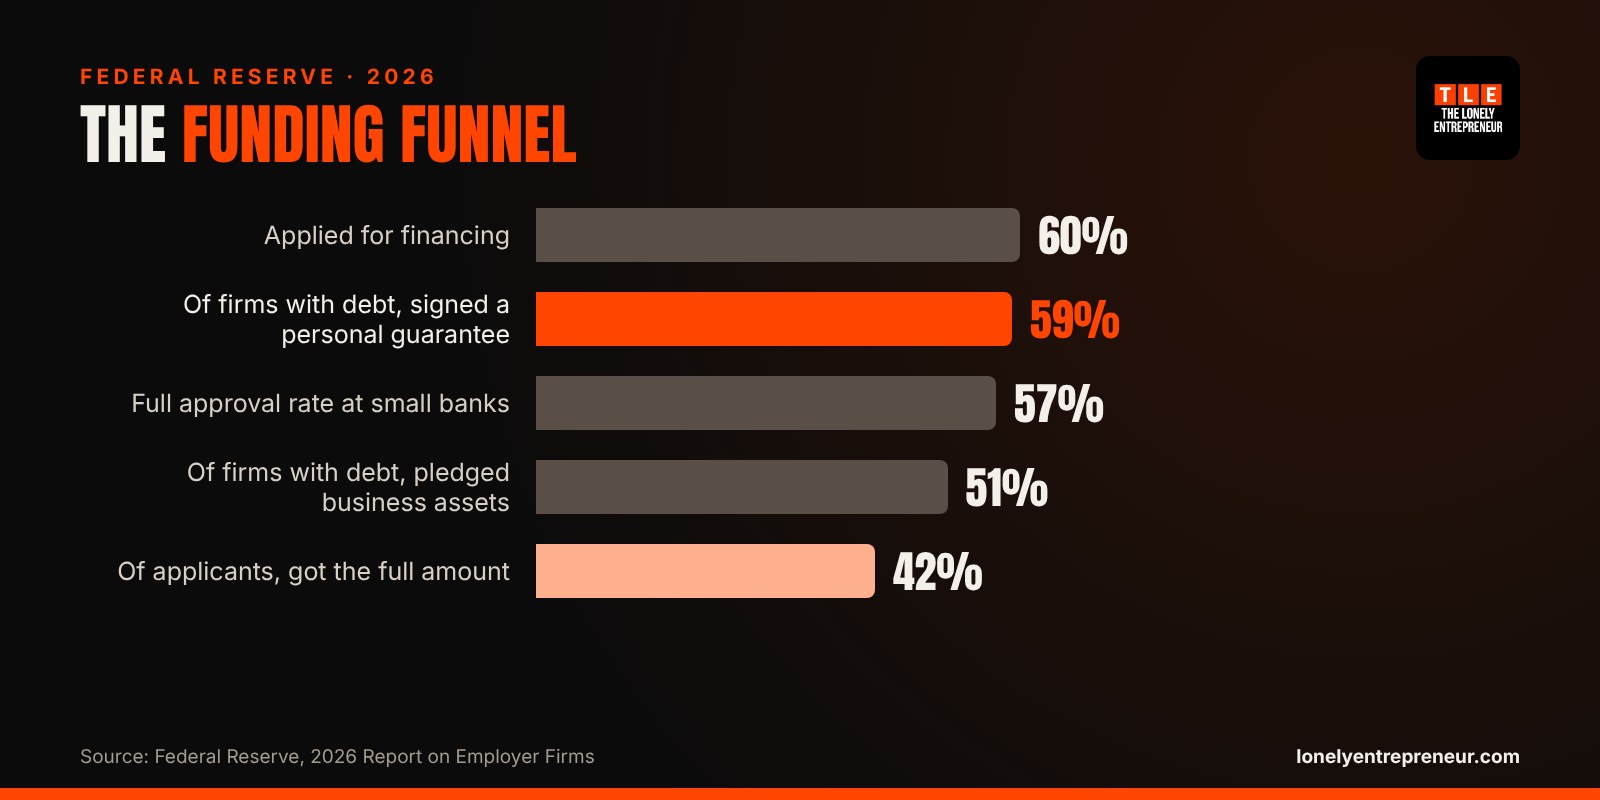 FEDERAL RESERVE · 2026
THE FUNDING FUNNEL
T L E
THE LONELY
ENTREPRENEUR
Applied for financing
60%
Of firms with debt, signed a
personal guarantee
59%
Full approval rate at small banks
57%
Of firms with debt, pledged
business assets
51%
Of applicants, got the full amount
42%
Source: Federal Reserve, 2026 Report on Employer Firms
lonelyentrepreneur.com